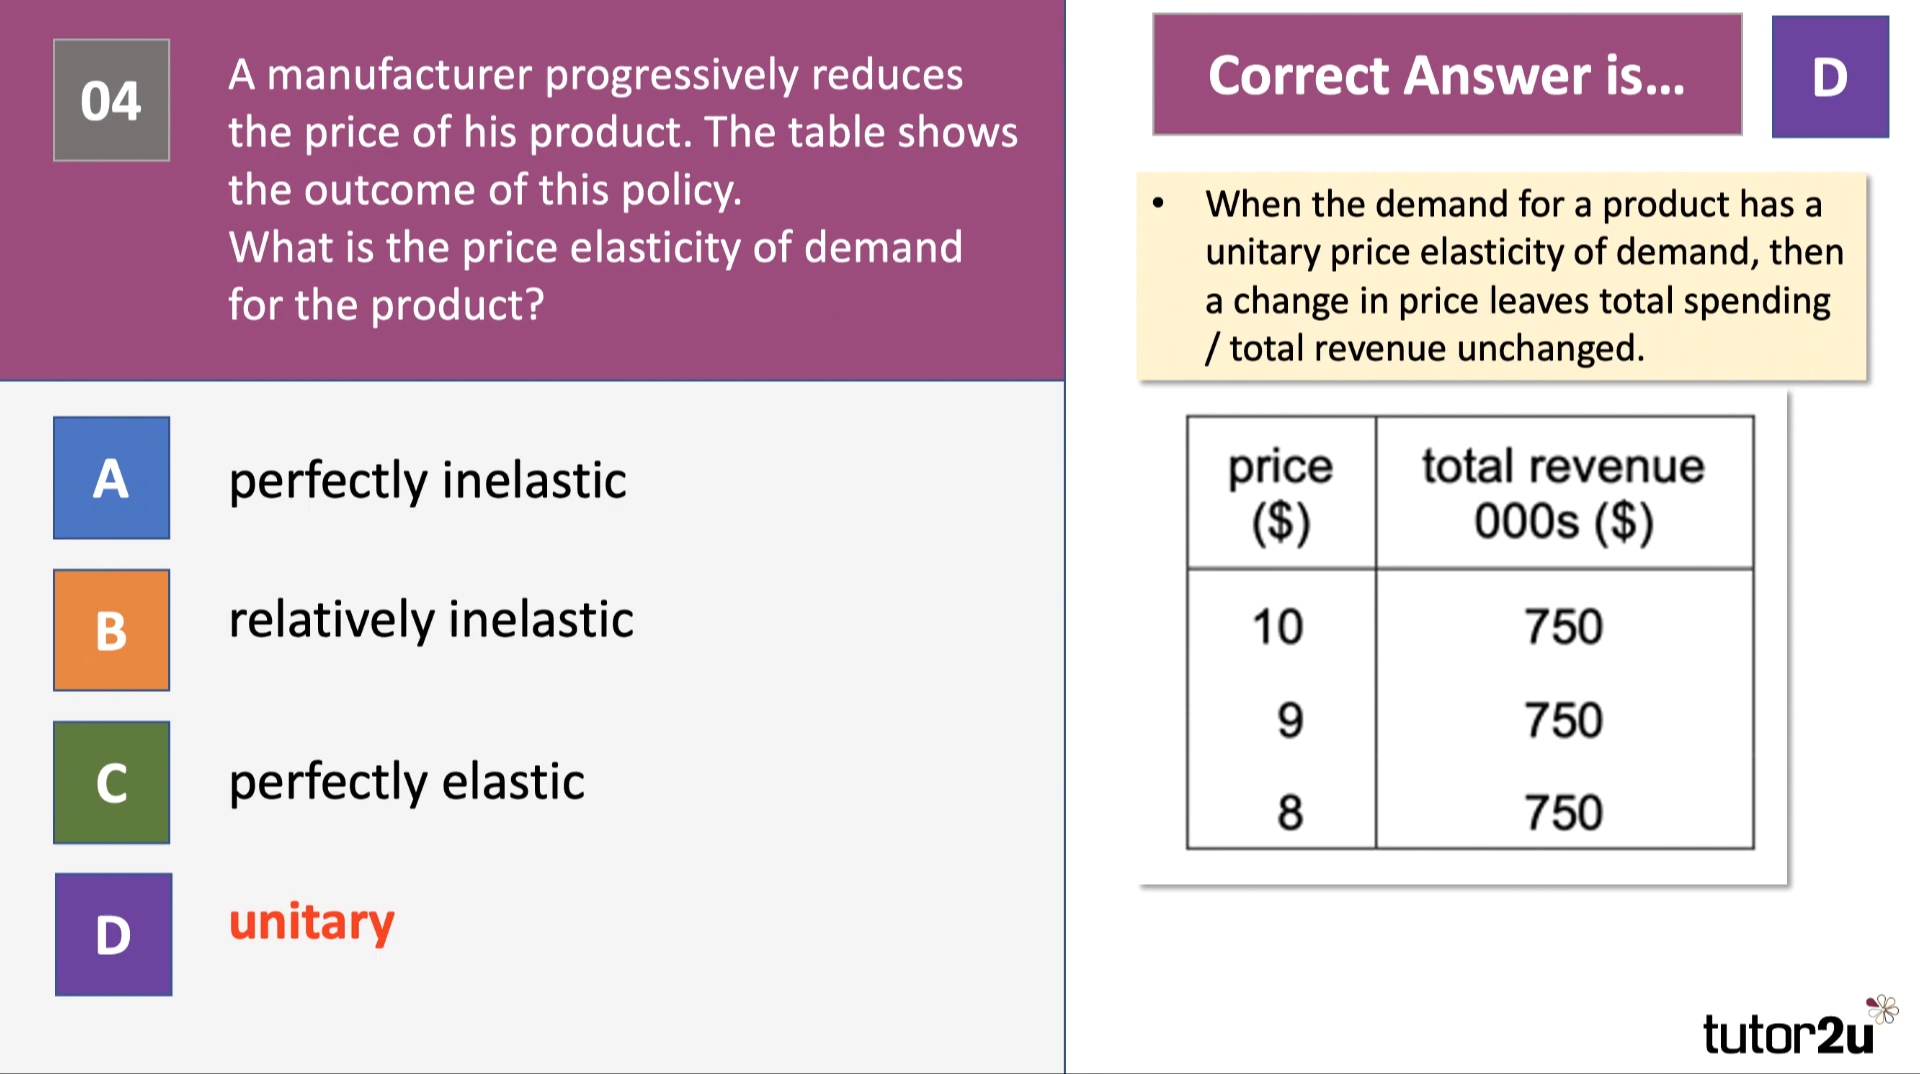 04
A manufacturer progressively reduces
the price of his product. The table shows
the outcome of this policy.
What is the price elasticity of demand
for the product?
A
perfectly inelastic
B
relatively inelastic
C
perfectly elastic
D
unitary
Correct Answer is...
D
• When the demand for a product has a
unitary price elasticity of demand, then
a change in price leaves total spending
/ total revenue unchanged.
price ($) total revenue 000s ($)
10 750
9 750
8 750
tutor2u